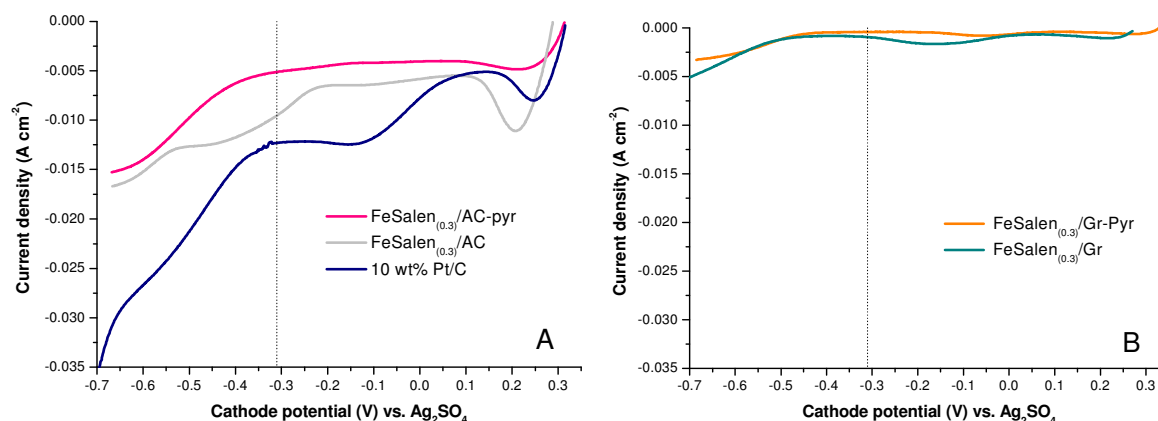 0.000
-0.005
-0.010
-0.015
-0.020
-0.025
-0.030
-0.035
Current density (A cm-2)
FeSalen(0.3)/AC-pyr
FeSalen(0.3)/AC
10 wt% Pt/C
A
-0.7 -0.6 -0.5 -0.4 -0.3 -0.2 -0.1 0.0 0.1 0.2 0.3
Cathode potential (V) vs. Ag2SO4
0.000
-0.005
-0.010
-0.015
-0.020
-0.025
-0.030
-0.035
Current density (A cm-2)
FeSalen(0.3)/Gr-Pyr
FeSalen(0.3)/Gr
B
-0.7 -0.6 -0.5 -0.4 -0.3 -0.2 -0.1 0.0 0.1 0.2 0.3
Cathode potential (V) vs. Ag2SO4